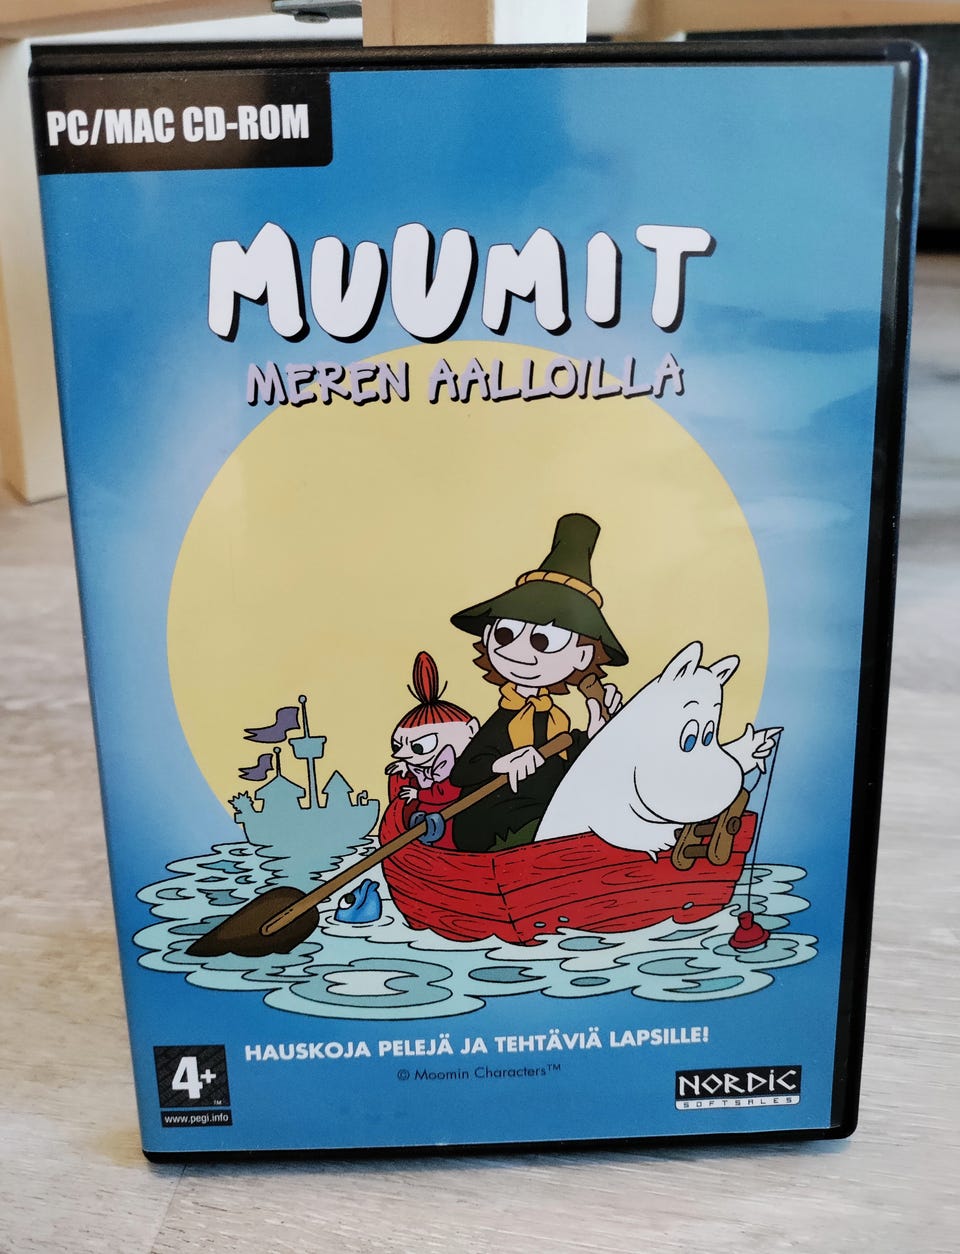 PC/MAC CD-ROM
MUUMIT
MEREN AALLOILLA
HAUSKOJA PELEJÄ JA TEHTÄVIÄ LAPSILLE!
© Moomin Characters™
4+
™
www.pegi.info
NORDIC
SOFTSALES